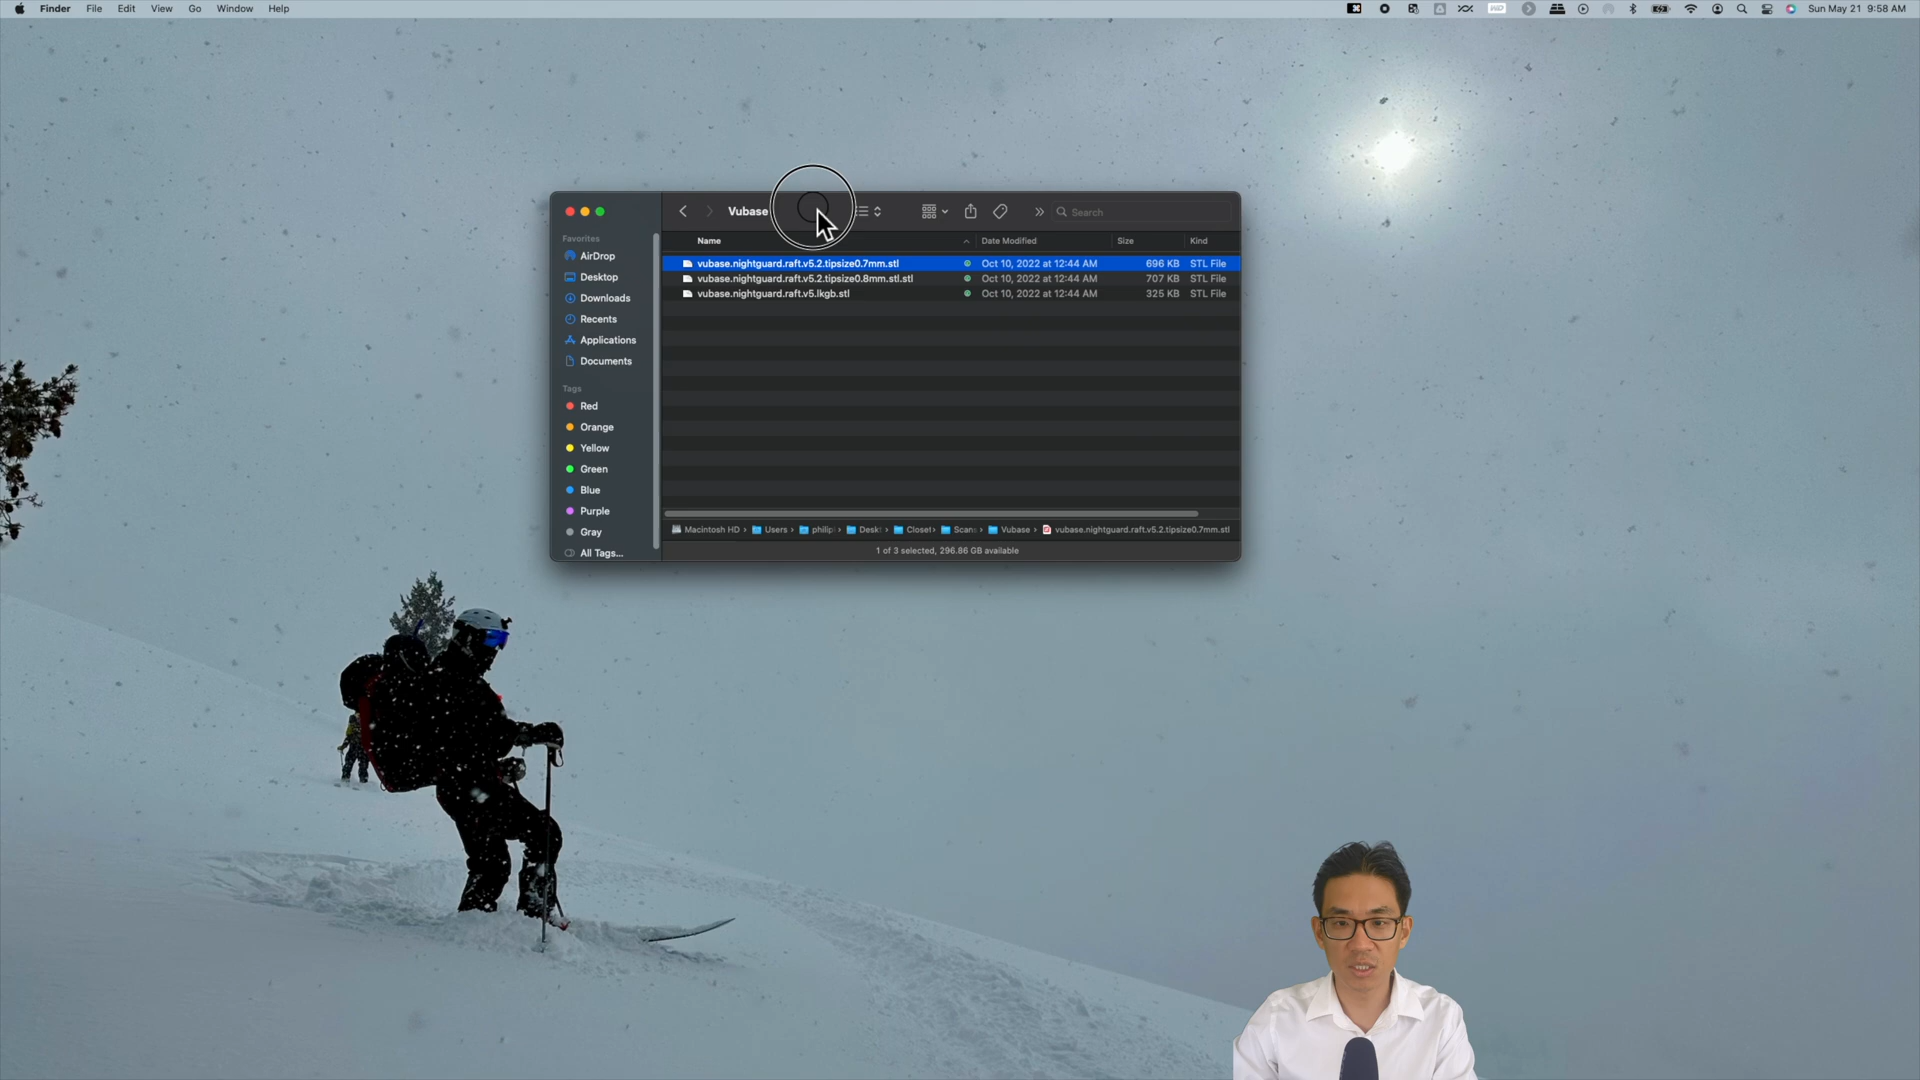 Finder File Edit View Go Window Help
WD
Sun May 21 9:58 AM
Vubase
Search
Favorites
AirDrop
Desktop
Downloads
Recents
Applications
Documents
Tags
Red
Orange
Yellow
Green
Blue
Purple
Gray
All Tags...
Name Date Modified Size Kind
vubase.nightguard.raft.v5.2.tipsize0.7mm.stl Oct 10, 2022 at 12:44 AM 696 KB STL File
vubase.nightguard.raft.v5.2.tipsize0.8mm.stl.stl Oct 10, 2022 at 12:44 AM 707 KB STL File
vubase.nightguard.raft.v5.lkgb.stl Oct 10, 2022 at 12:44 AM 325 KB STL File
Macintosh HD › Users › philip › Desk › Closet › Scan › Vubase › vubase.nightguard.raft.v5.2.tipsize0.7mm.stl
1 of 3 selected, 296.86 GB available